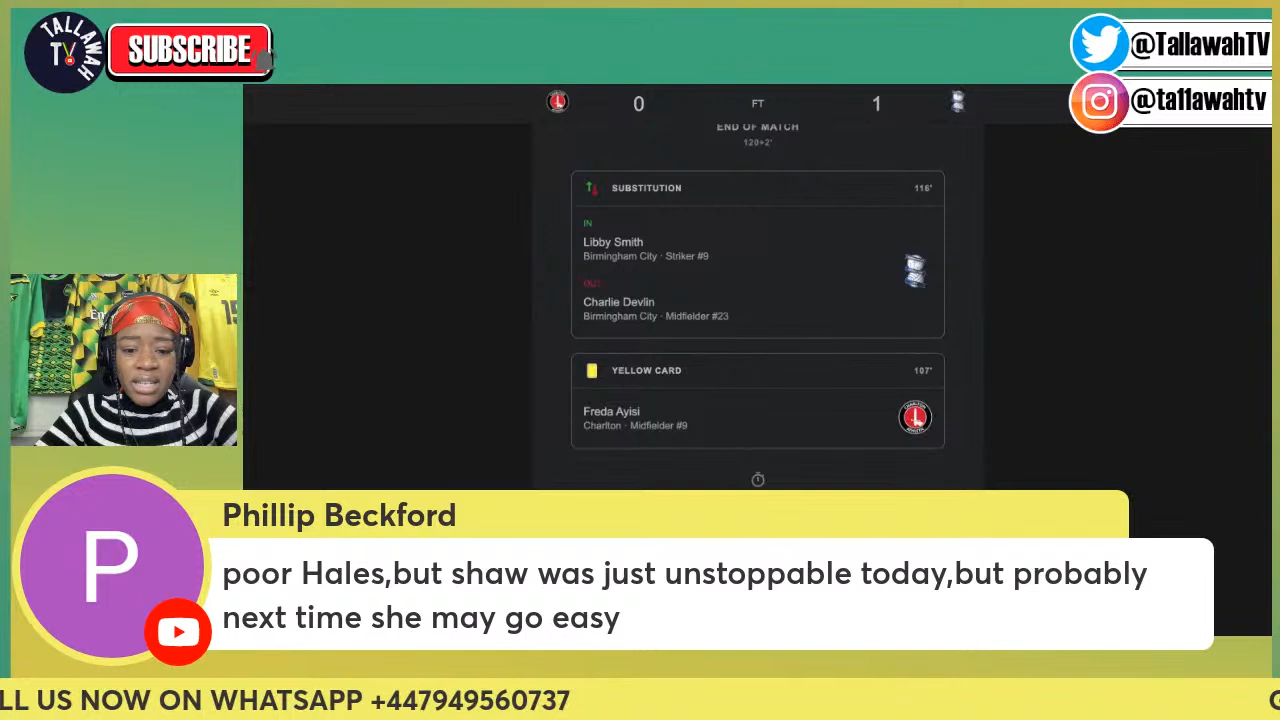 TALLAWAH
TV
SUBSCRIBE
@TallawahTV
@ta11awahtv
0 FT 1
END OF MATCH
120+2'
SUBSTITUTION 116'
IN
Libby Smith
Birmingham City · Striker #9
OUT
Charlie Devlin
Birmingham City · Midfielder #23
YELLOW CARD 107'
Freda Ayisi
Charlton · Midfielder #9
P
Phillip Beckford
poor Hales,but shaw was just unstoppable today,but probably
next time she may go easy
LL US NOW ON WHATSAPP +447949560737